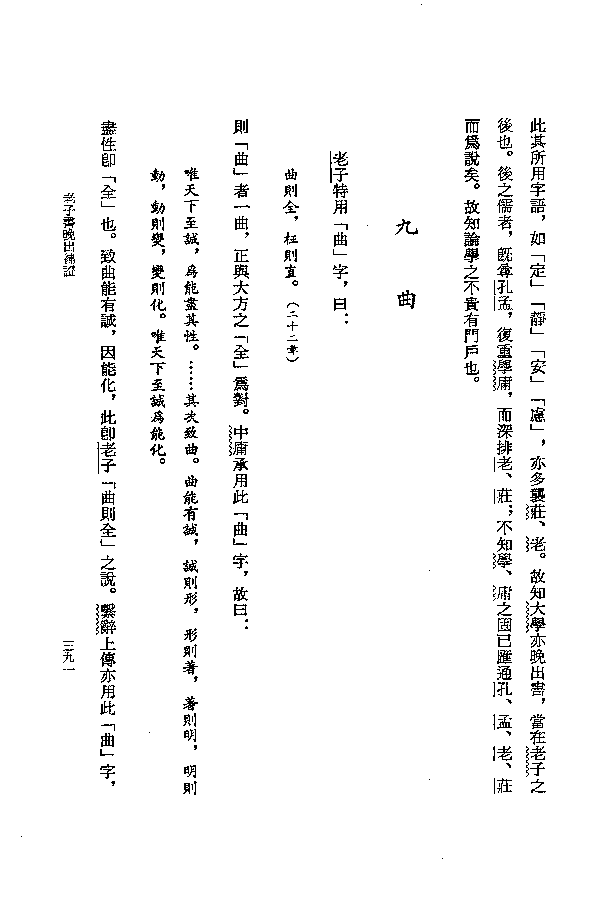 此其所用字語，如「定」「靜」「安」「慮」，亦多襲莊、老。故知大學亦晚出書，當在老子之
後也。後之儒者，既尊孔孟，復重學庸，而深排老、莊；不知學、庸之固已匯通孔、孟、老、莊
而爲說矣。故知論學之不貴有門戶也。
九　曲
老子特用「曲」字，曰：
曲則全，枉則直。（二十二章）
則「曲」者一曲，正與大方之「全」爲對。中庸承用此「曲」字，故曰：
唯天下至誠，爲能盡其性。……其次致曲。曲能有誠，誠則形，形則著，著則明，明則
動，動則變，變則化。唯天下至誠爲能化。
盡性卽「全」也。致曲能有誠，因能化，此卽老子「曲則全」之說。繫辭上傳亦用此「曲」字，
老子書晚出補證
三九一